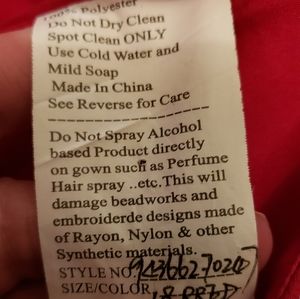 100% Polyester
Do Not Dry Clean
Spot Clean ONLY
Use Cold Water and
Mild Soap
Made In China
See Reverse for Care
--------------------------------
Do Not Spray Alcohol
based Product directly
on gown such as Perfume
Hair spray ..etc.This will
damage beadworks and
embroiderde designs made
of Rayon, Nylon & other
Synthetic materials.
STYLE NO.
SIZE/COLOR